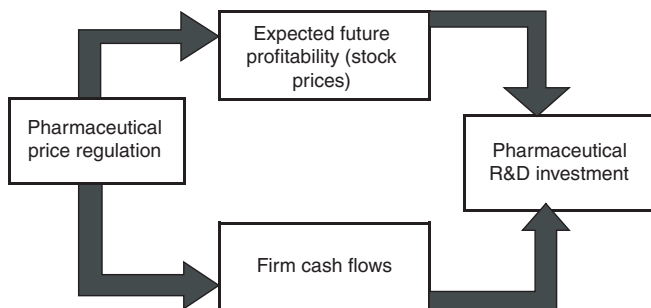 Expected future
profitability (stock
prices)
Pharmaceutical
price regulation
Pharmaceutical
R&D investment
Firm cash flows